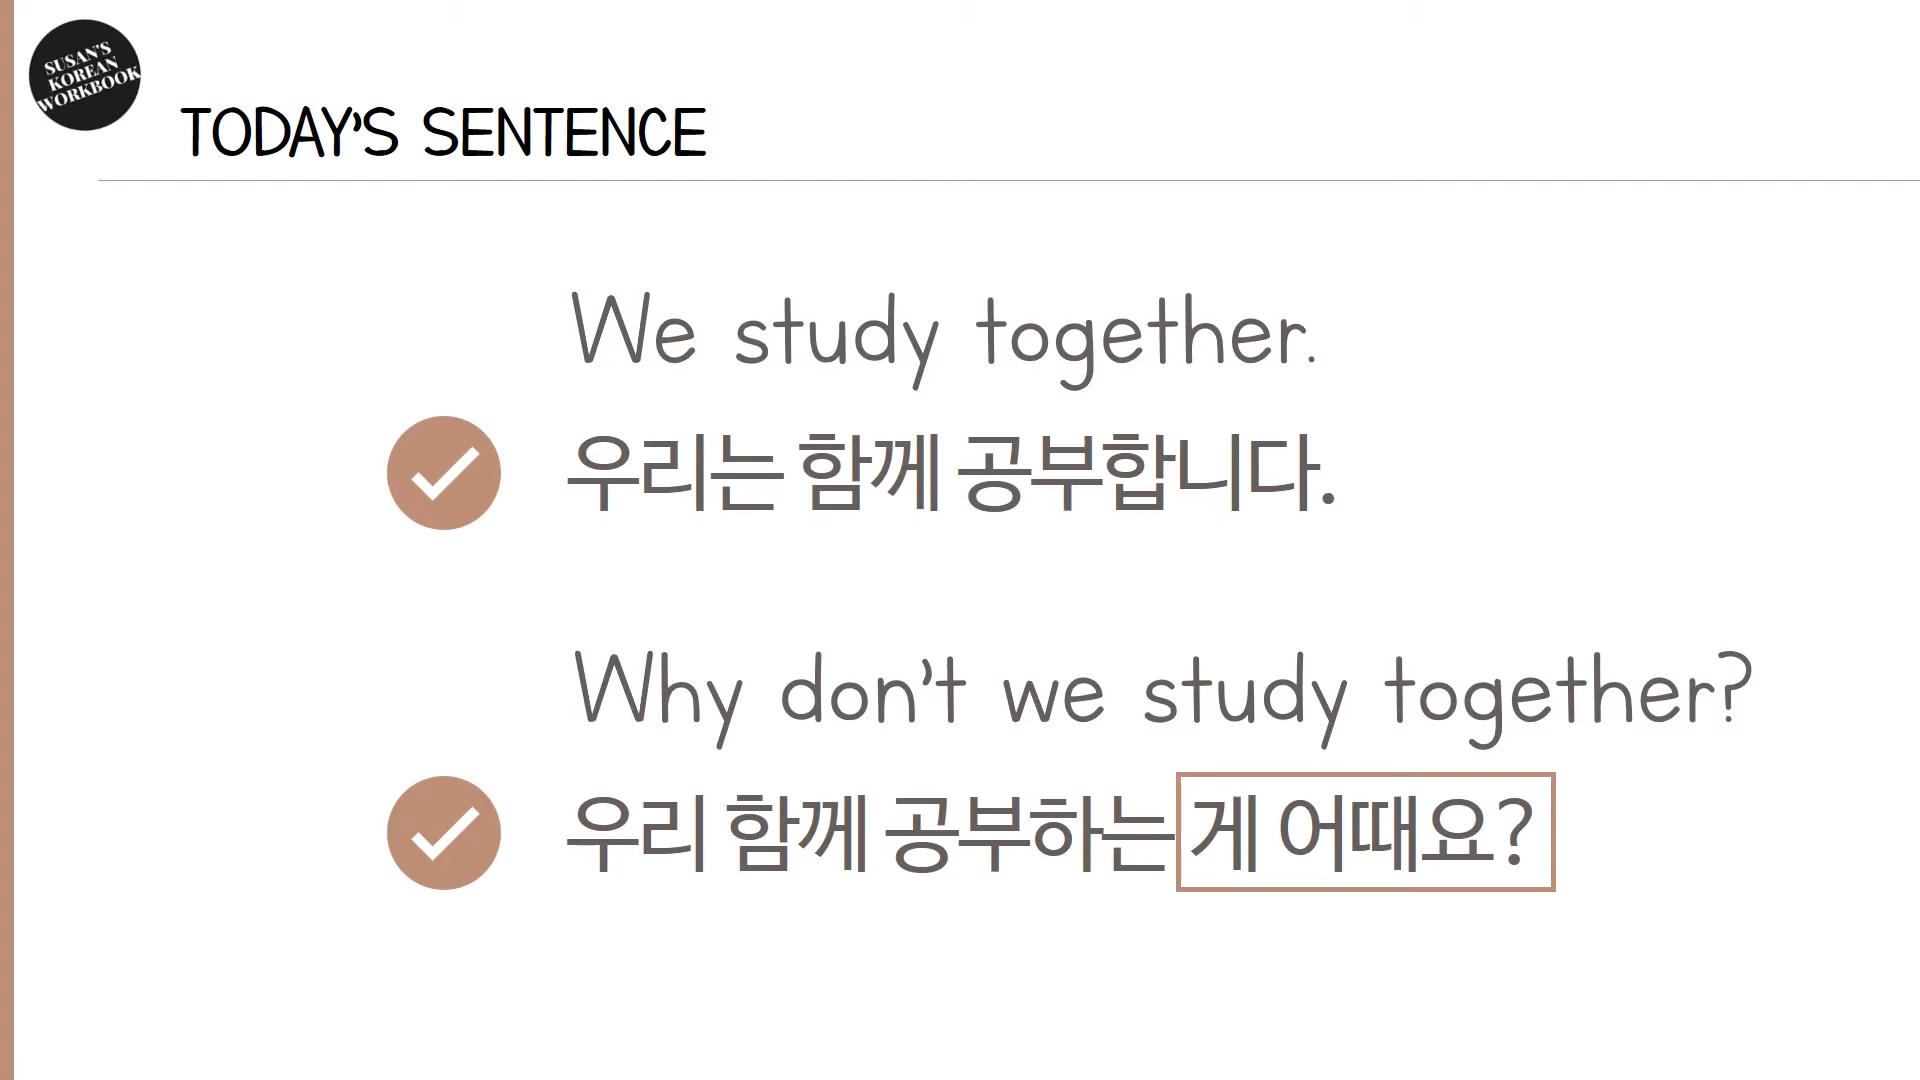 SUSAN'S
KOREAN
WORKBOOK
TODAY'S SENTENCE
We study together.
우리는 함께 공부합니다.
Why don't we study together?
우리 함께 공부하는 게 어때요?